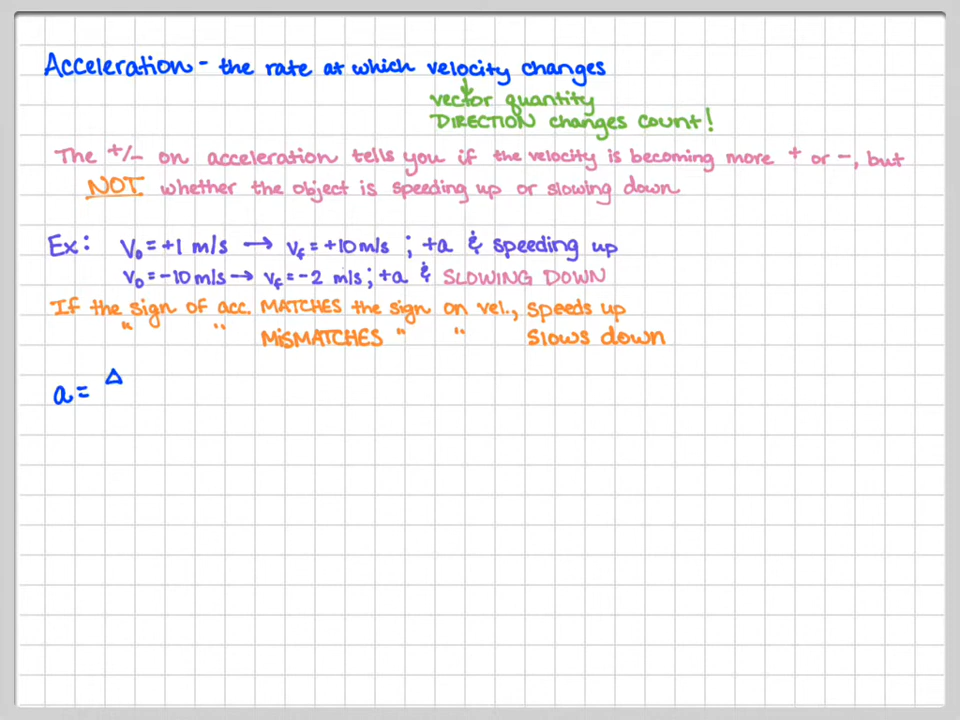 Acceleration - the rate at which velocity changes
vector quantity
DIRECTION changes count!
The +/- on acceleration tells you if the velocity is becoming more + or -, but
NOT whether the object is speeding up or slowing down
Ex: V₀ = +1 m/s → Vf = +10 m/s ; +a & speeding up
V₀ = -10 m/s → Vf = -2 m/s ; +a & SLOWING DOWN
If the sign of acc. MATCHES the sign on vel., speeds up
" " MISMATCHES " " slows down
a = Δ